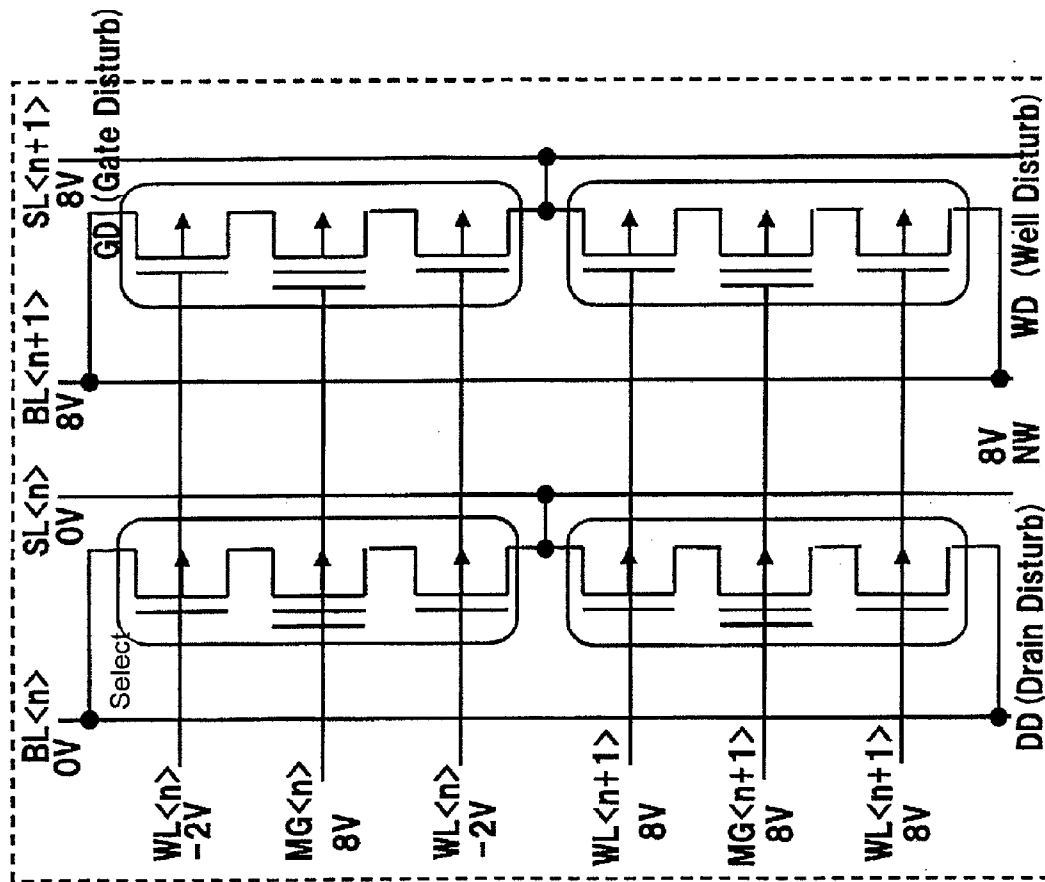 BL<n>
0V
SL<n>
0V
BL<n+1>
8V
SL<n+1>
8V
GD (Gate Disturb)
Select
WL<n>
-2V
MG<n>
8V
WL<n>
-2V
WL<n+1>
8V
MG<n+1>
8V
WL<n+1>
8V
DD (Drain Disturb)
8V
NW
WD (Well Disturb)